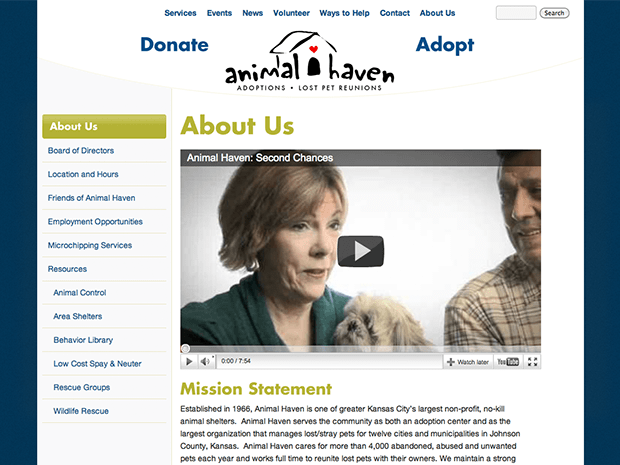 Services Events News Volunteer Ways to Help Contact About Us Search
Donate
animal haven
Adopt
ADOPTIONS • LOST PET REUNIONS
About Us
Board of Directors
Location and Hours
Friends of Animal Haven
Employment Opportunities
Microchipping Services
Resources
Animal Control
Area Shelters
Behavior Library
Low Cost Spay & Neuter
Rescue Groups
Wildlife Rescue
About Us
Animal Haven: Second Chances
0:00 / 7:54 Watch later YouTube
Mission Statement
Established in 1966, Animal Haven is one of greater Kansas City's largest non-profit, no-kill
animal shelters. Animal Haven serves the community as both an adoption center and as the
largest organization that manages lost/stray pets for twelve cities and municipalities in Johnson
County, Kansas. Animal Haven cares for more than 4,000 abandoned, abused and unwanted
pets each year and works full time to reunite lost pets with their owners. We maintain a strong